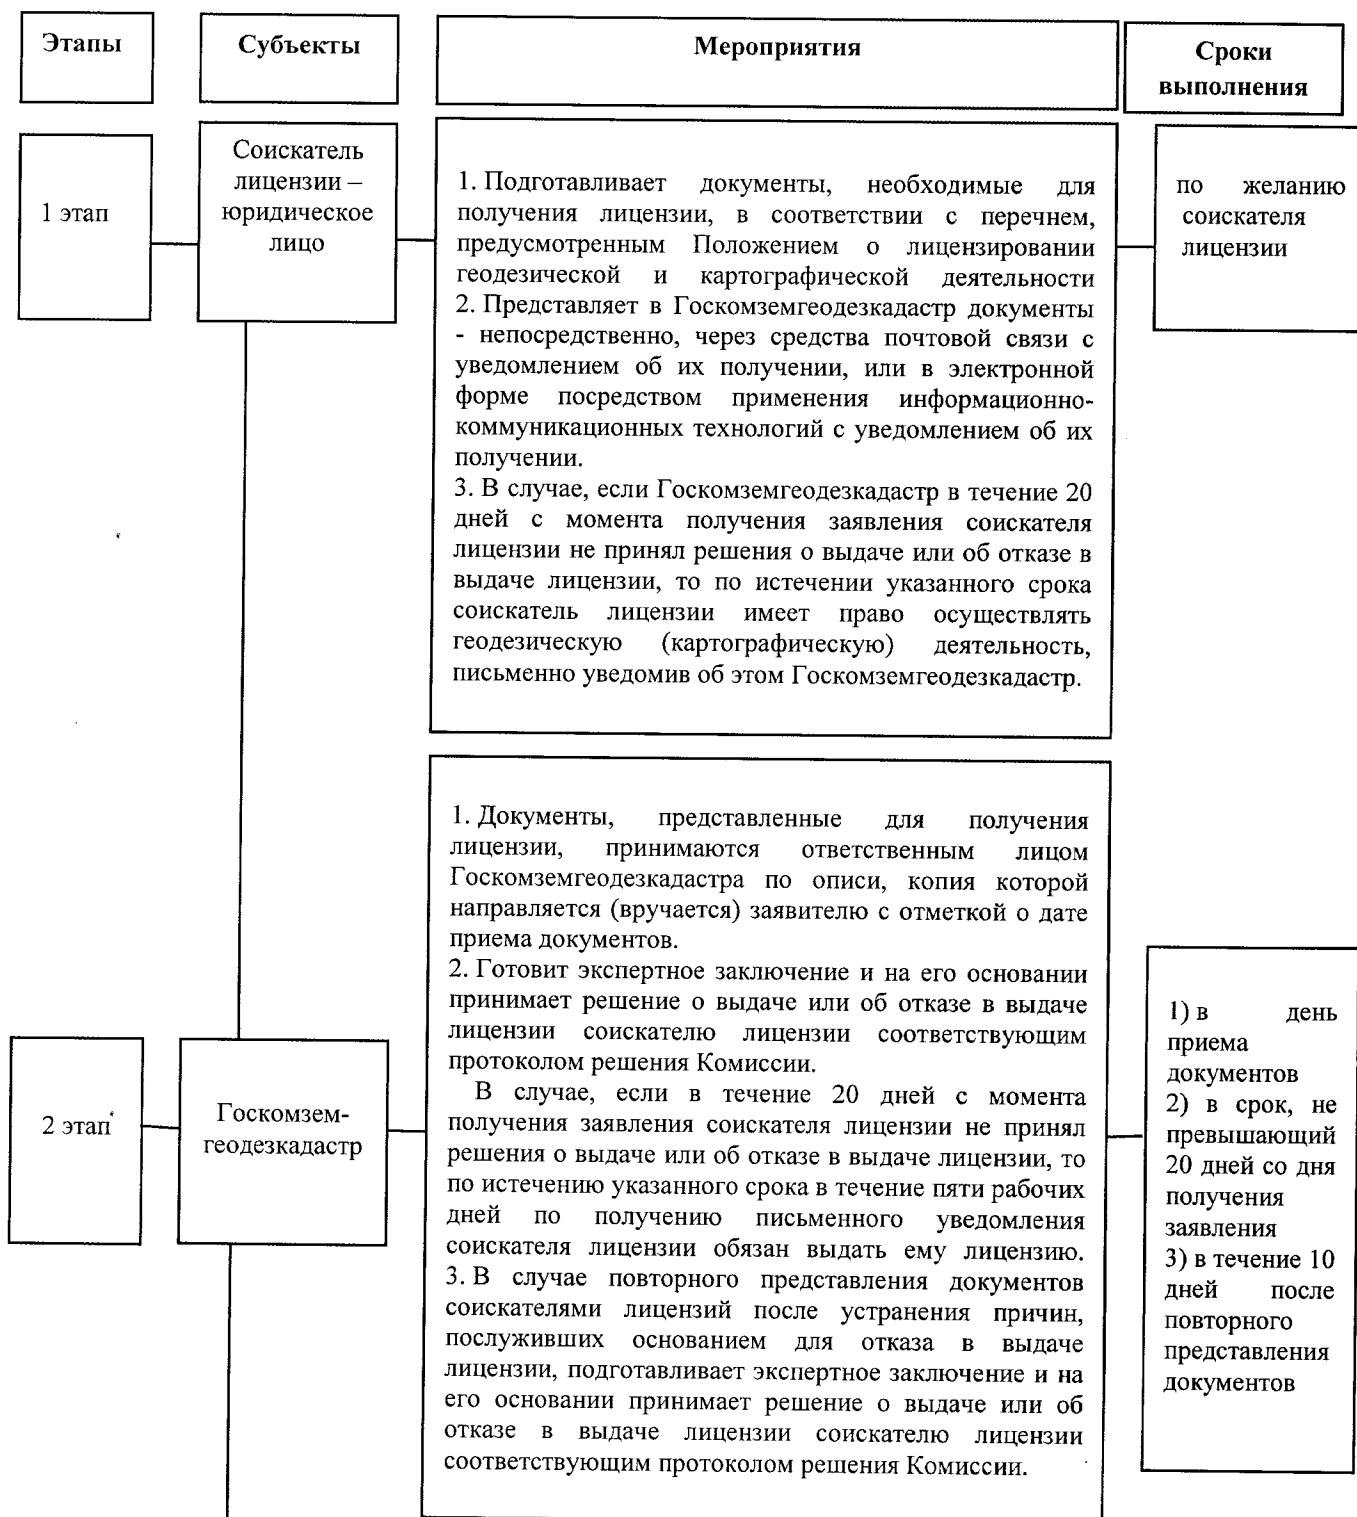 Этапы
Субъекты
Мероприятия
Сроки
выполнения
1 этап
Соискатель
лицензии –
юридическое
лицо
1. Подготавливает документы, необходимые для
получения лицензии, в соответствии с перечнем,
предусмотренным Положением о лицензировании
геодезической и картографической деятельности
2. Представляет в Госкомземгеодезкадастр документы
- непосредственно, через средства почтовой связи с
уведомлением об их получении, или в электронной
форме посредством применения информационно-
коммуникационных технологий с уведомлением об их
получении.
3. В случае, если Госкомземгеодезкадастр в течение 20
дней с момента получения заявления соискателя
лицензии не принял решения о выдаче или об отказе в
выдаче лицензии, то по истечении указанного срока
соискатель лицензии имеет право осуществлять
геодезическую (картографическую) деятельность,
письменно уведомив об этом Госкомземгеодезкадастр.
по желанию
соискателя
лицензии
2 этап
Госкомзем-
геодезкадастр
1. Документы, представленные для получения
лицензии, принимаются ответственным лицом
Госкомземгеодезкадастра по описи, копия которой
направляется (вручается) заявителю с отметкой о дате
приема документов.
2. Готовит экспертное заключение и на его основании
принимает решение о выдаче или об отказе в выдаче
лицензии соискателю лицензии соответствующим
протоколом решения Комиссии.
В случае, если в течение 20 дней с момента
получения заявления соискателя лицензии не принял
решения о выдаче или об отказе в выдаче лицензии, то
по истечению указанного срока в течение пяти рабочих
дней по получению письменного уведомления
соискателя лицензии обязан выдать ему лицензию.
3. В случае повторного представления документов
соискателями лицензий после устранения причин,
послуживших основанием для отказа в выдаче
лицензии, подготавливает экспертное заключение и на
его основании принимает решение о выдаче или об
отказе в выдаче лицензии соискателю лицензии
соответствующим протоколом решения Комиссии.
1) в день
приема
документов
2) в срок, не
превышающий
20 дней со дня
получения
заявления
3) в течение 10
дней после
повторного
представления
документов